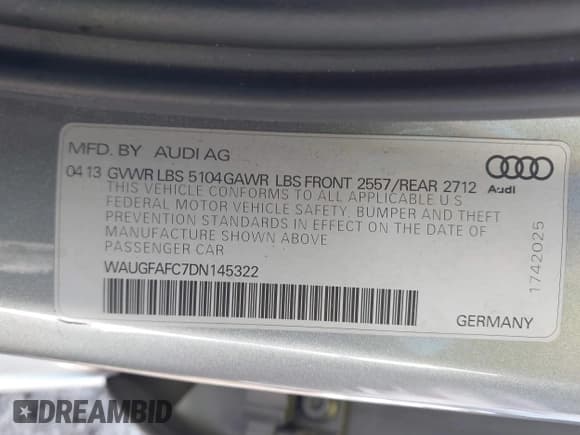 MFD. BY AUDI AG
04 13 GVWR LBS 5104 GAWR LBS FRONT 2557/REAR 2712
THIS VEHICLE CONFORMS TO ALL APPLICABLE U S
FEDERAL MOTOR VEHICLE SAFETY, BUMPER AND THEFT
PREVENTION STANDARDS IN EFFECT ON THE DATE OF
MANUFACTURE SHOWN ABOVE
PASSENGER CAR
WAUGFAFC7DN145322
GERMANY
Audi
1742025
DREAMBID